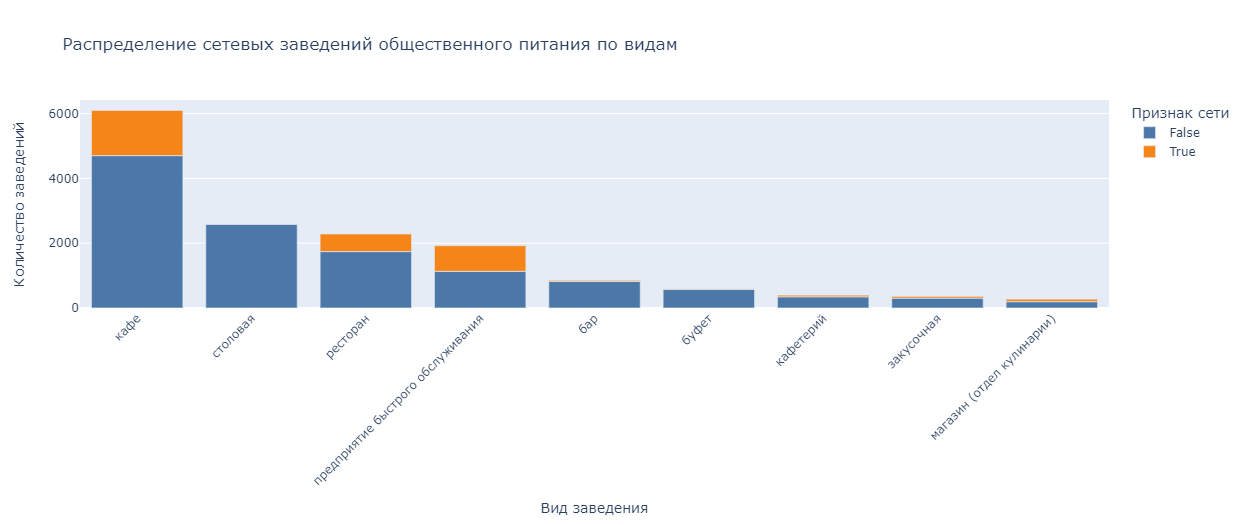 Распределение сетевых заведений общественного питания по видам
Количество заведений
6000
4000
2000
0
Признак сети
False
True
кафе
столовая
ресторан
предприятие быстрого обслуживания
бар
буфет
кафетерий
закусочная
магазин (отдел кулинарии)
Вид заведения